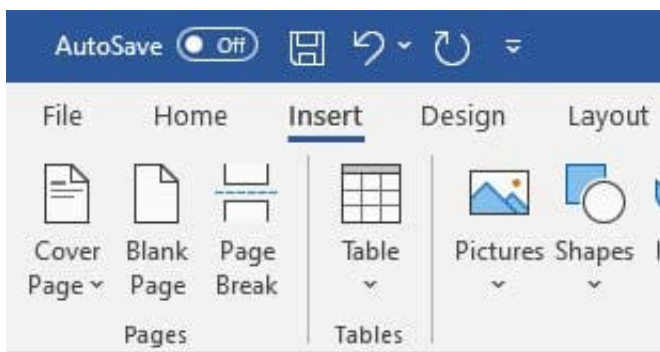 AutoSave Off
File Home Insert Design Layout
Cover Blank Page Table Pictures Shapes
Page Page Break
Pages Tables